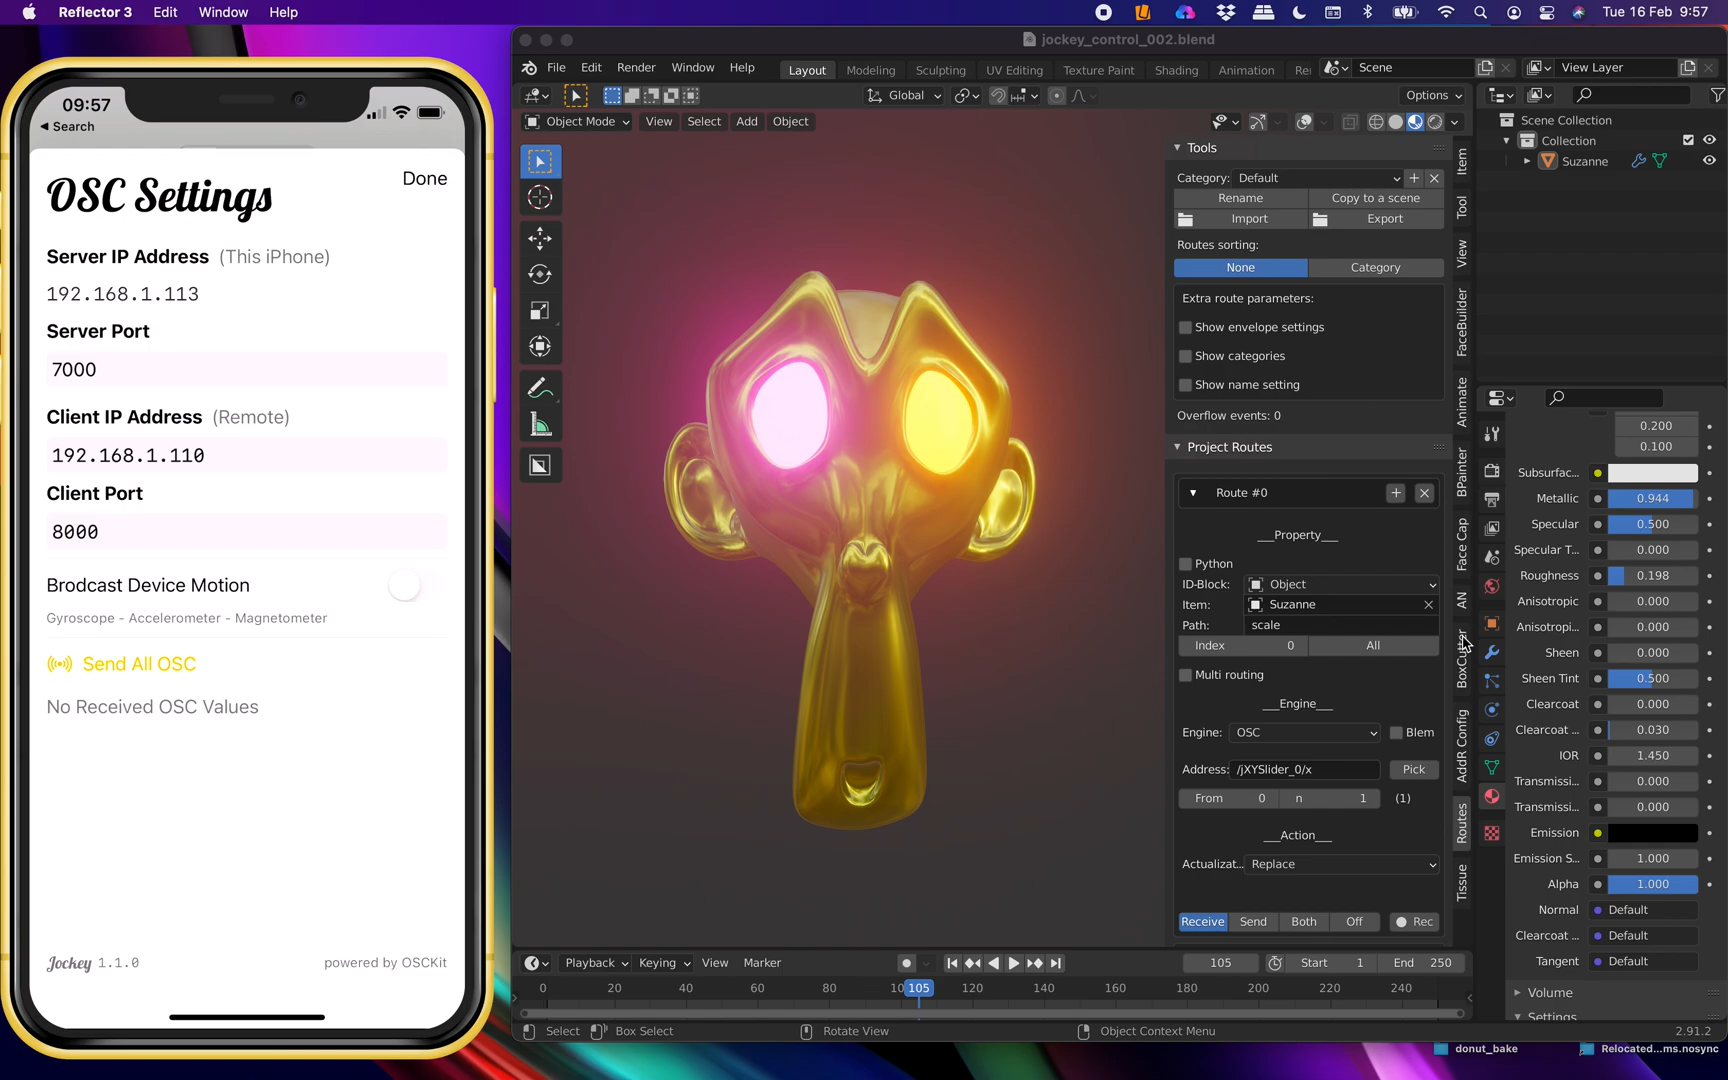 Reflector 3 Edit Window Help Tue 16 Feb 9:57
09:57
Search
OSC Settings
Done
Server IP Address (This iPhone)
192.168.1.113
Server Port
7000
Client IP Address (Remote)
192.168.1.110
Client Port
8000
Brodcast Device Motion
Gyroscope - Accelerometer - Magnetometer
Send All OSC
No Received OSC Values
Jockey 1.1.0 powered by OSCKit
jockey_control_002.blend
File Edit Render Window Help Layout Modeling Sculpting UV Editing Texture Paint Shading Animation Re Scene View Layer
Global Options
Object Mode View Select Add Object
Tools
Category: Default
Rename Copy to a scene
Import Export
Routes sorting:
None Category
Extra route parameters:
Show envelope settings
Show categories
Show name setting
Overflow events: 0
Project Routes
Route #0
__Property__
Python
ID-Block: Object
Item: Suzanne
Path: scale
Index 0 All
Multi routing
__Engine__
Engine: OSC Blem
Address: /jXYSlider_0/x Pick
From 0 n 1 (1)
__Action__
Actualizat... Replace
Receive Send Both Off Rec
Item
Tool
View
FaceBuilder
Animate
BPainter
Face Cap
AN
BoxCutter
AddR Config
Routes
Tissue
Scene Collection
Collection
Suzanne
0.200
0.100
Subsurfac...
Metallic 0.944
Specular 0.500
Specular T... 0.000
Roughness 0.198
Anisotropic 0.000
Anisotropi... 0.000
Sheen 0.000
Sheen Tint 0.500
Clearcoat 0.000
Clearcoat ... 0.030
IOR 1.450
Transmissi... 0.000
Transmissi... 0.000
Emission
Emission S... 1.000
Alpha 1.000
Normal Default
Clearcoat ... Default
Tangent Default
Volume
Settings
Playback Keying View Marker 105 Start 1 End 250
0 20 40 60 80 10 105 120 140 160 180 200 220 240
Select Box Select Rotate View Object Context Menu 2.91.2
donut_bake Relocated...ms.nosync